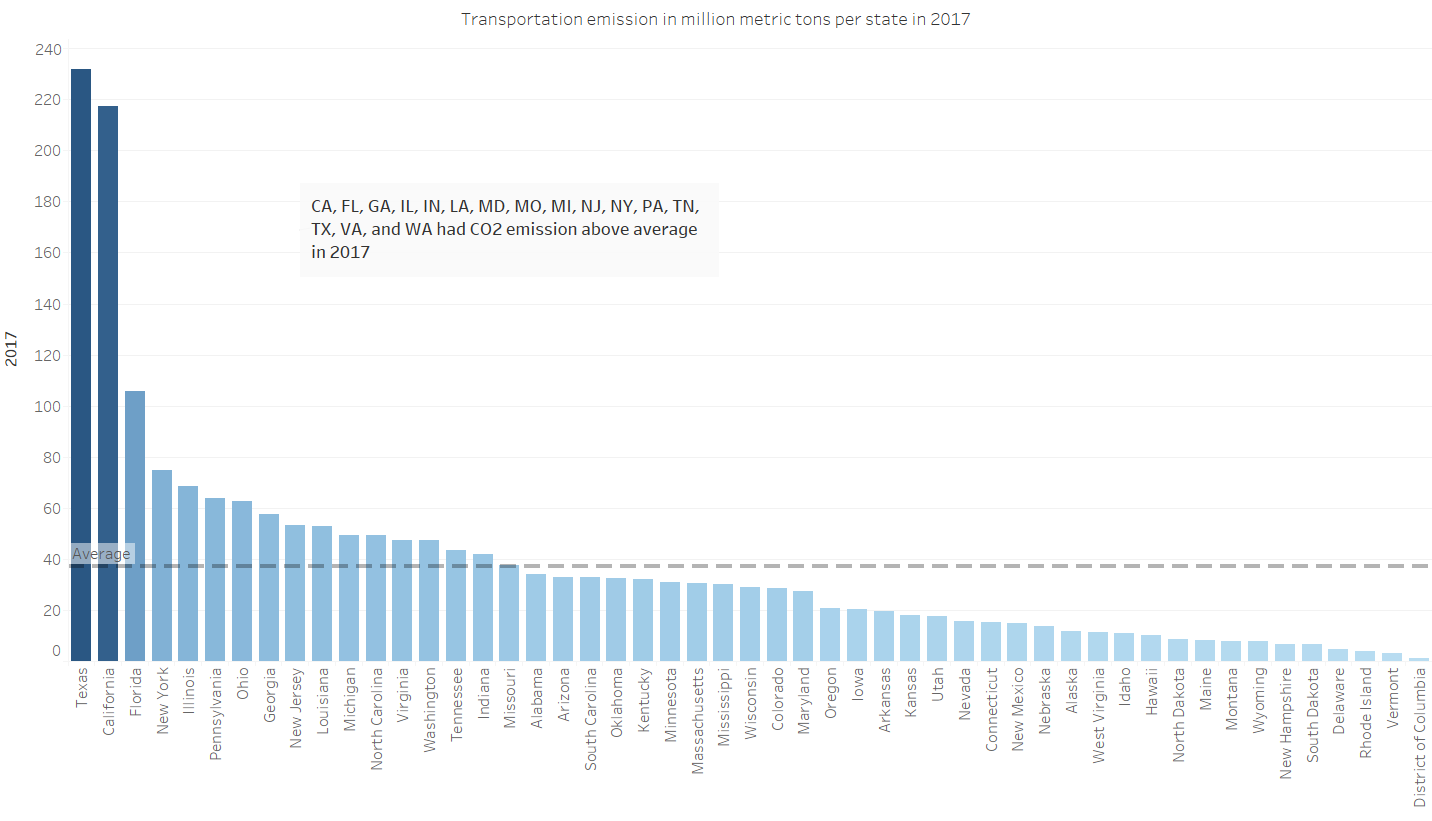 Transportation emission in million metric tons per state in 2017
240
220
200
180
160
140
120
100
80
60
40
20
0
2017
CA, FL, GA, IL, IN, LA, MD, MO, MI, NJ, NY, PA, TN,
TX, VA, and WA had CO2 emission above average
in 2017
Average
Texas
California
Florida
New York
Illinois
Pennsylvania
Ohio
Georgia
New Jersey
Louisiana
Michigan
North Carolina
Virginia
Washington
Tennessee
Indiana
Missouri
Alabama
Arizona
South Carolina
Oklahoma
Kentucky
Minnesota
Massachusetts
Mississippi
Wisconsin
Colorado
Maryland
Oregon
Iowa
Arkansas
Kansas
Utah
Nevada
Connecticut
New Mexico
Nebraska
Alaska
West Virginia
Idaho
Hawaii
North Dakota
Maine
Montana
Wyoming
New Hampshire
South Dakota
Delaware
Rhode Island
Vermont
District of Columbia